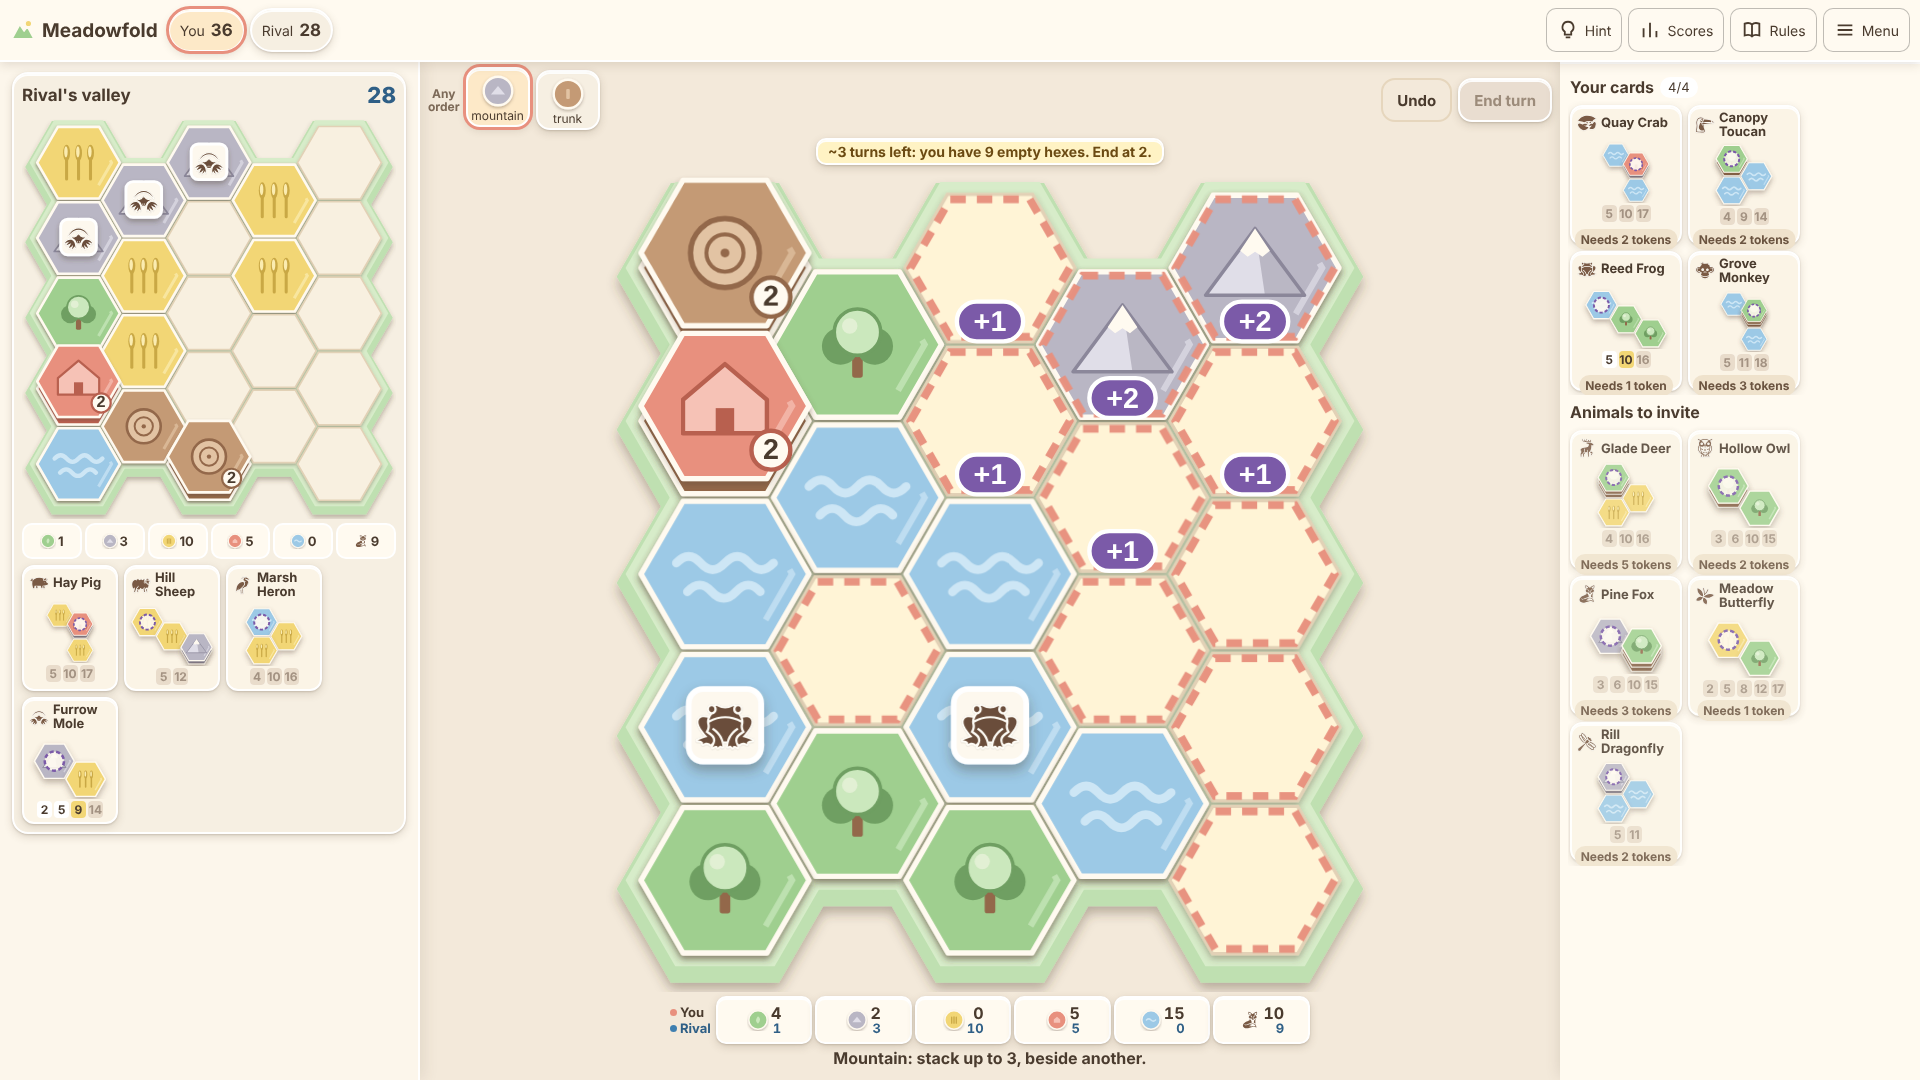 Meadowfold
You 36
Rival 28
Hint
Scores
Rules
Menu
Rival's valley
28
2
2
1
3
10
5
0
9
Hay Pig
5 10 17
Hill
Sheep
5 12
Marsh
Heron
4 10 16
Furrow
Mole
2 5 9 14
Any
order
mountain
trunk
Undo
End turn
~3 turns left: you have 9 empty hexes. End at 2.
2
+1
+2
+2
2
+1
+1
+1
You
Rival
4
1
2
3
0
10
5
5
15
0
10
9
Mountain: stack up to 3, beside another.
Your cards 4/4
Quay Crab
5 10 17
Needs 2 tokens
Canopy
Toucan
4 9 14
Needs 2 tokens
Reed Frog
5 10 16
Needs 1 token
Grove
Monkey
5 11 18
Needs 3 tokens
Animals to invite
Glade Deer
4 10 16
Needs 5 tokens
Hollow Owl
3 6 10 15
Needs 2 tokens
Pine Fox
3 6 10 15
Needs 3 tokens
Meadow
Butterfly
2 5 8 12 17
Needs 1 token
Rill
Dragonfly
5 11
Needs 2 tokens